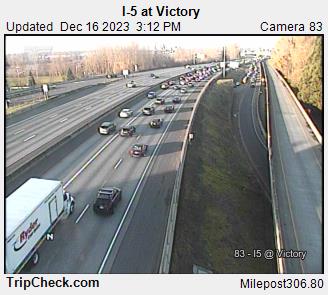 I-5 at Victory
Updated  Dec 16 2023  3:12 PM
Camera 83
Ryder
N
83 - I5 @ Victory
TripCheck.com
Milepost306.80